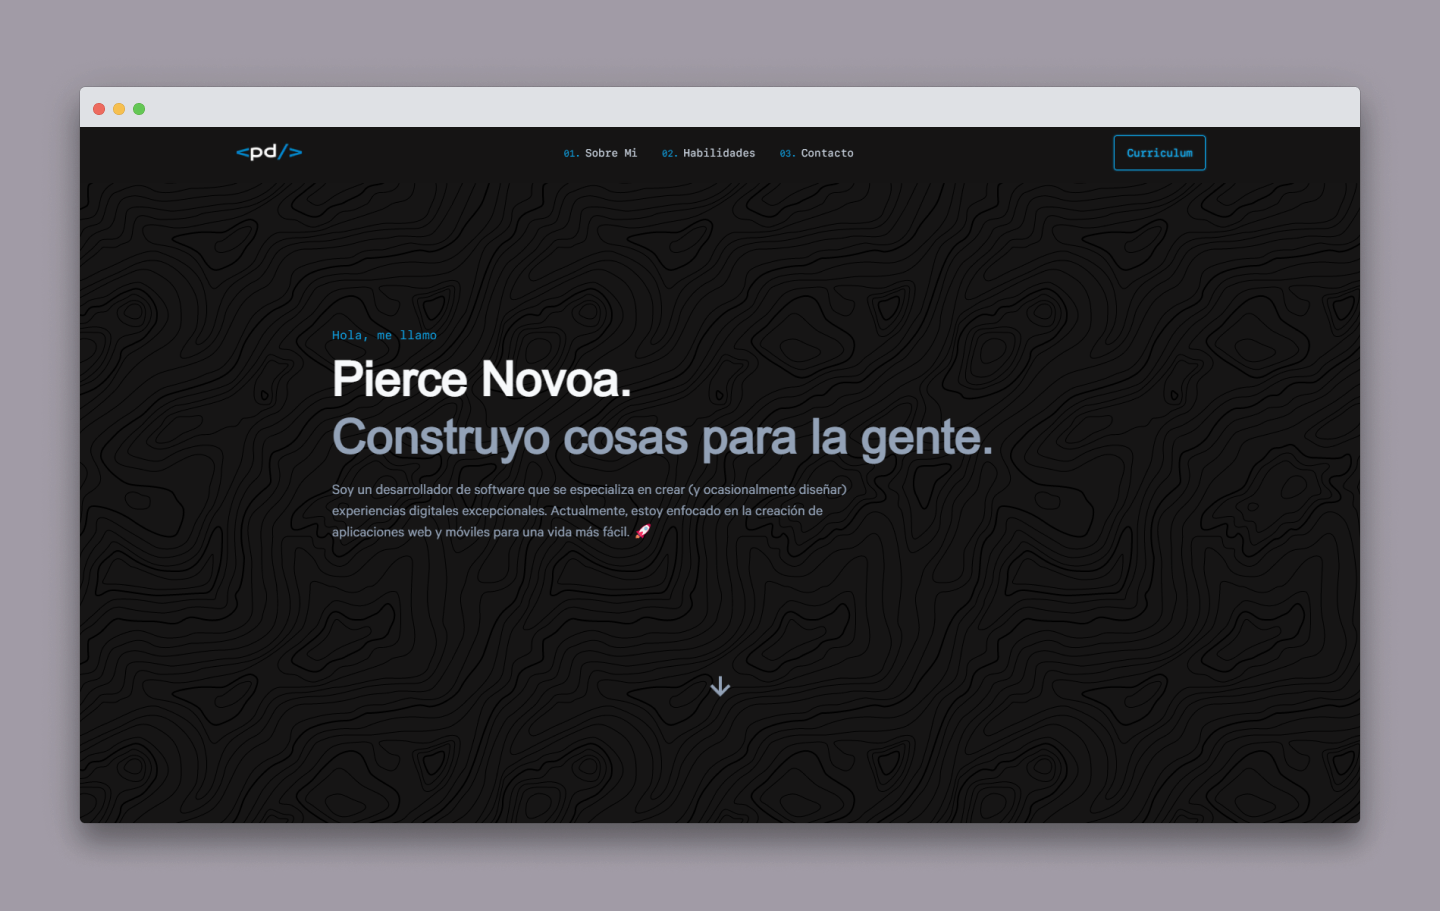 <pd/>
01. Sobre Mi
02. Habilidades
03. Contacto
Curriculum
Hola, me llamo
Pierce Novoa.
Construyo cosas para la gente.
Soy un desarrollador de software que se especializa en crear (y ocasionalmente diseñar)
experiencias digitales excepcionales. Actualmente, estoy enfocado en la creación de
aplicaciones web y móviles para una vida más fácil. 🚀